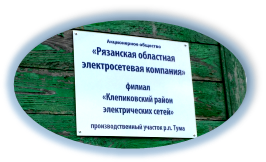 Акционерное общество
«Рязанская областная
электросетевая компания»
филиал
«Клепиковский район
электрических сетей»
производственный участок р.п. Тума